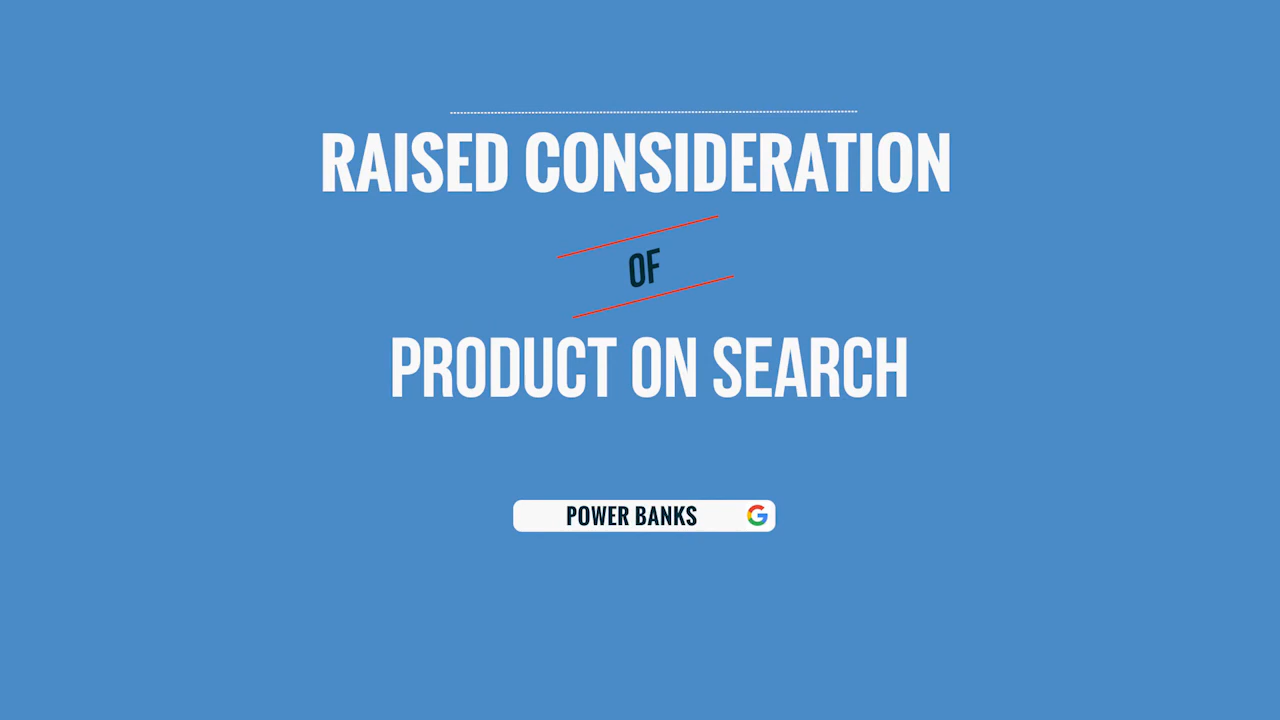 RAISED CONSIDERATION
OF
PRODUCT ON SEARCH
POWER BANKS